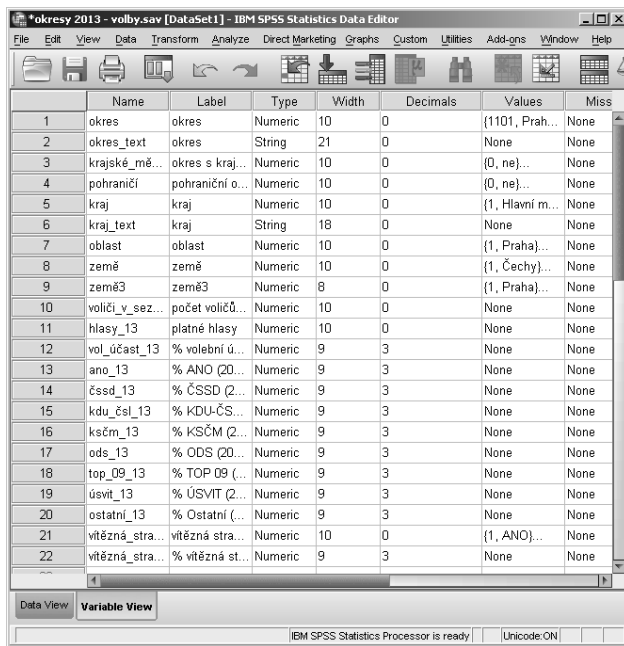 *okresy 2013 - volby.sav [DataSet1] - IBM SPSS Statistics Data Editor
File Edit View Data Transform Analyze Direct Marketing Graphs Custom Utilities Add-ons Window Help
Name Label Type Width Decimals Values Miss
1 okres okres Numeric 10 0 {1101, Prah... None
2 okres_text okres String 21 0 None None
3 krajské_mě... okres s kraj... Numeric 10 0 {0, ne}... None
4 pohraničí pohraniční o... Numeric 10 0 {0, ne}... None
5 kraj kraj Numeric 10 0 {1, Hlavní m... None
6 kraj_text kraj String 18 0 None None
7 oblast oblast Numeric 10 0 {1, Praha}... None
8 země země Numeric 10 0 {1, Čechy}... None
9 země3 země3 Numeric 8 0 {1, Praha}... None
10 voliči_v_sez... počet voličů... Numeric 10 0 None None
11 hlasy_13 platné hlasy Numeric 10 0 None None
12 vol_účast_13 % volební ú... Numeric 9 3 None None
13 ano_13 % ANO (20... Numeric 9 3 None None
14 čssd_13 % ČSSD (2... Numeric 9 3 None None
15 kdu_čsl_13 % KDU-ČS... Numeric 9 3 None None
16 ksčm_13 % KSČM (2... Numeric 9 3 None None
17 ods_13 % ODS (20... Numeric 9 3 None None
18 top_09_13 % TOP 09 (... Numeric 9 3 None None
19 úsvit_13 % ÚSVIT (2... Numeric 9 3 None None
20 ostatní_13 % Ostatní (... Numeric 9 3 None None
21 vítězná_stra... vítězná stra... Numeric 10 0 {1, ANO}... None
22 vítězná_stra... % vítězná st... Numeric 9 3 None None
Data View Variable View
IBM SPSS Statistics Processor is ready Unicode:ON